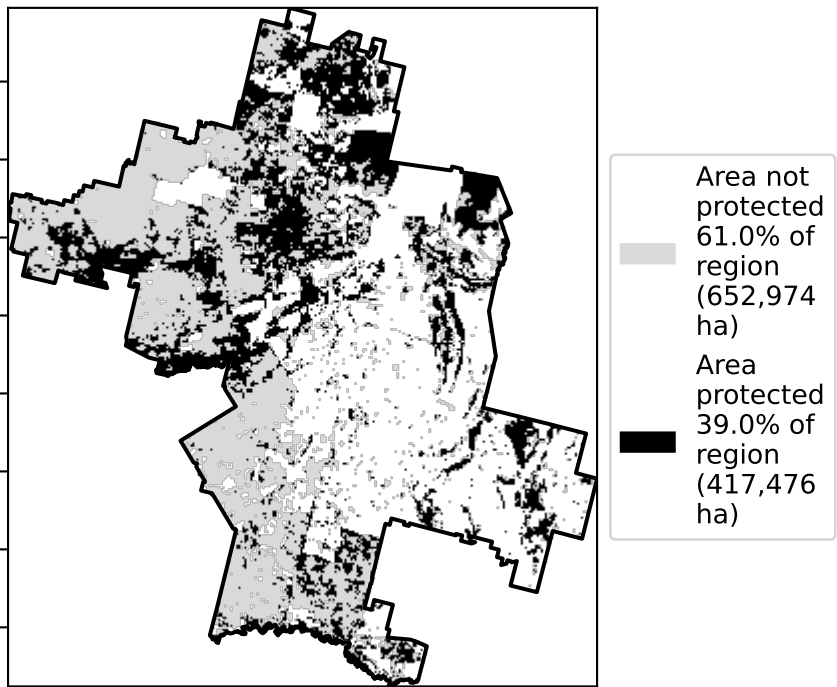 Area not
protected
61.0% of
region
(652,974
ha)
Area
protected
39.0% of
region
(417,476
ha)